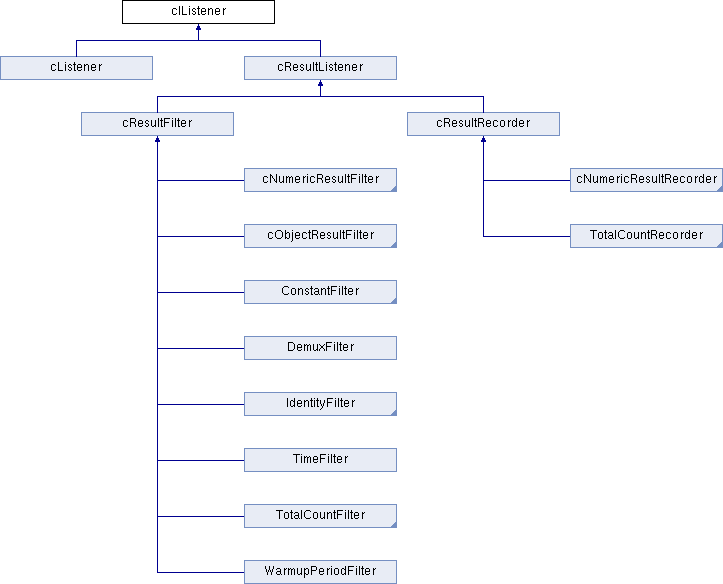 cIListener
cListener
cResultListener
cResultFilter
cResultRecorder
cNumericResultFilter
cNumericResultRecorder
cObjectResultFilter
TotalCountRecorder
ConstantFilter
DemuxFilter
IdentityFilter
TimeFilter
TotalCountFilter
WarmupPeriodFilter